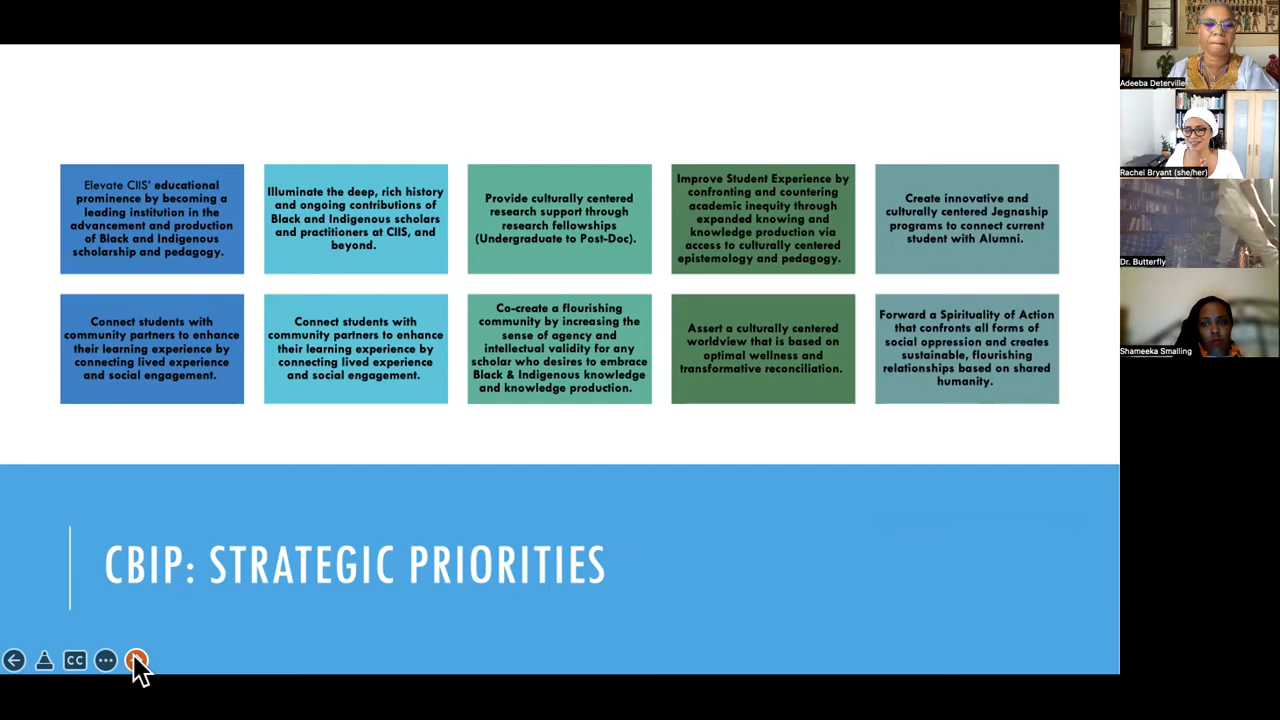 Elevate CIIS' educational
prominence by becoming a
leading institution in the
advancement and production
of Black and Indigenous
scholarship and pedagogy.
Illuminate the deep, rich history
and ongoing contributions of
Black and Indigenous scholars
and practitioners at CIIS, and
beyond.
Provide culturally centered
research support through
research fellowships
(Undergraduate to Post-Doc).
Improve Student Experience by
confronting and countering
academic inequity through
expanded knowing and
knowledge production via
access to culturally centered
epistemology and pedagogy.
Create innovative and
culturally centered Jegnaship
programs to connect current
student with Alumni.
Connect students with
community partners to enhance
their learning experience by
connecting lived experience
and social engagement.
Connect students with
community partners to enhance
their learning experience by
connecting lived experience
and social engagement.
Co-create a flourishing
community by increasing the
sense of agency and
intellectual validity for any
scholar who desires to embrace
Black & Indigenous knowledge
and knowledge production.
Assert a culturally centered
worldview that is based on
optimal wellness and
transformative reconciliation.
Forward a Spirituality of Action
that confronts all forms of
social oppression and creates
sustainable, flourishing
relationships based on shared
humanity.
CBIP: STRATEGIC PRIORITIES
CC
Adeeba Deterville
Rachel Bryant (she/her)
Dr. Butterfly
Shameeka Smalling